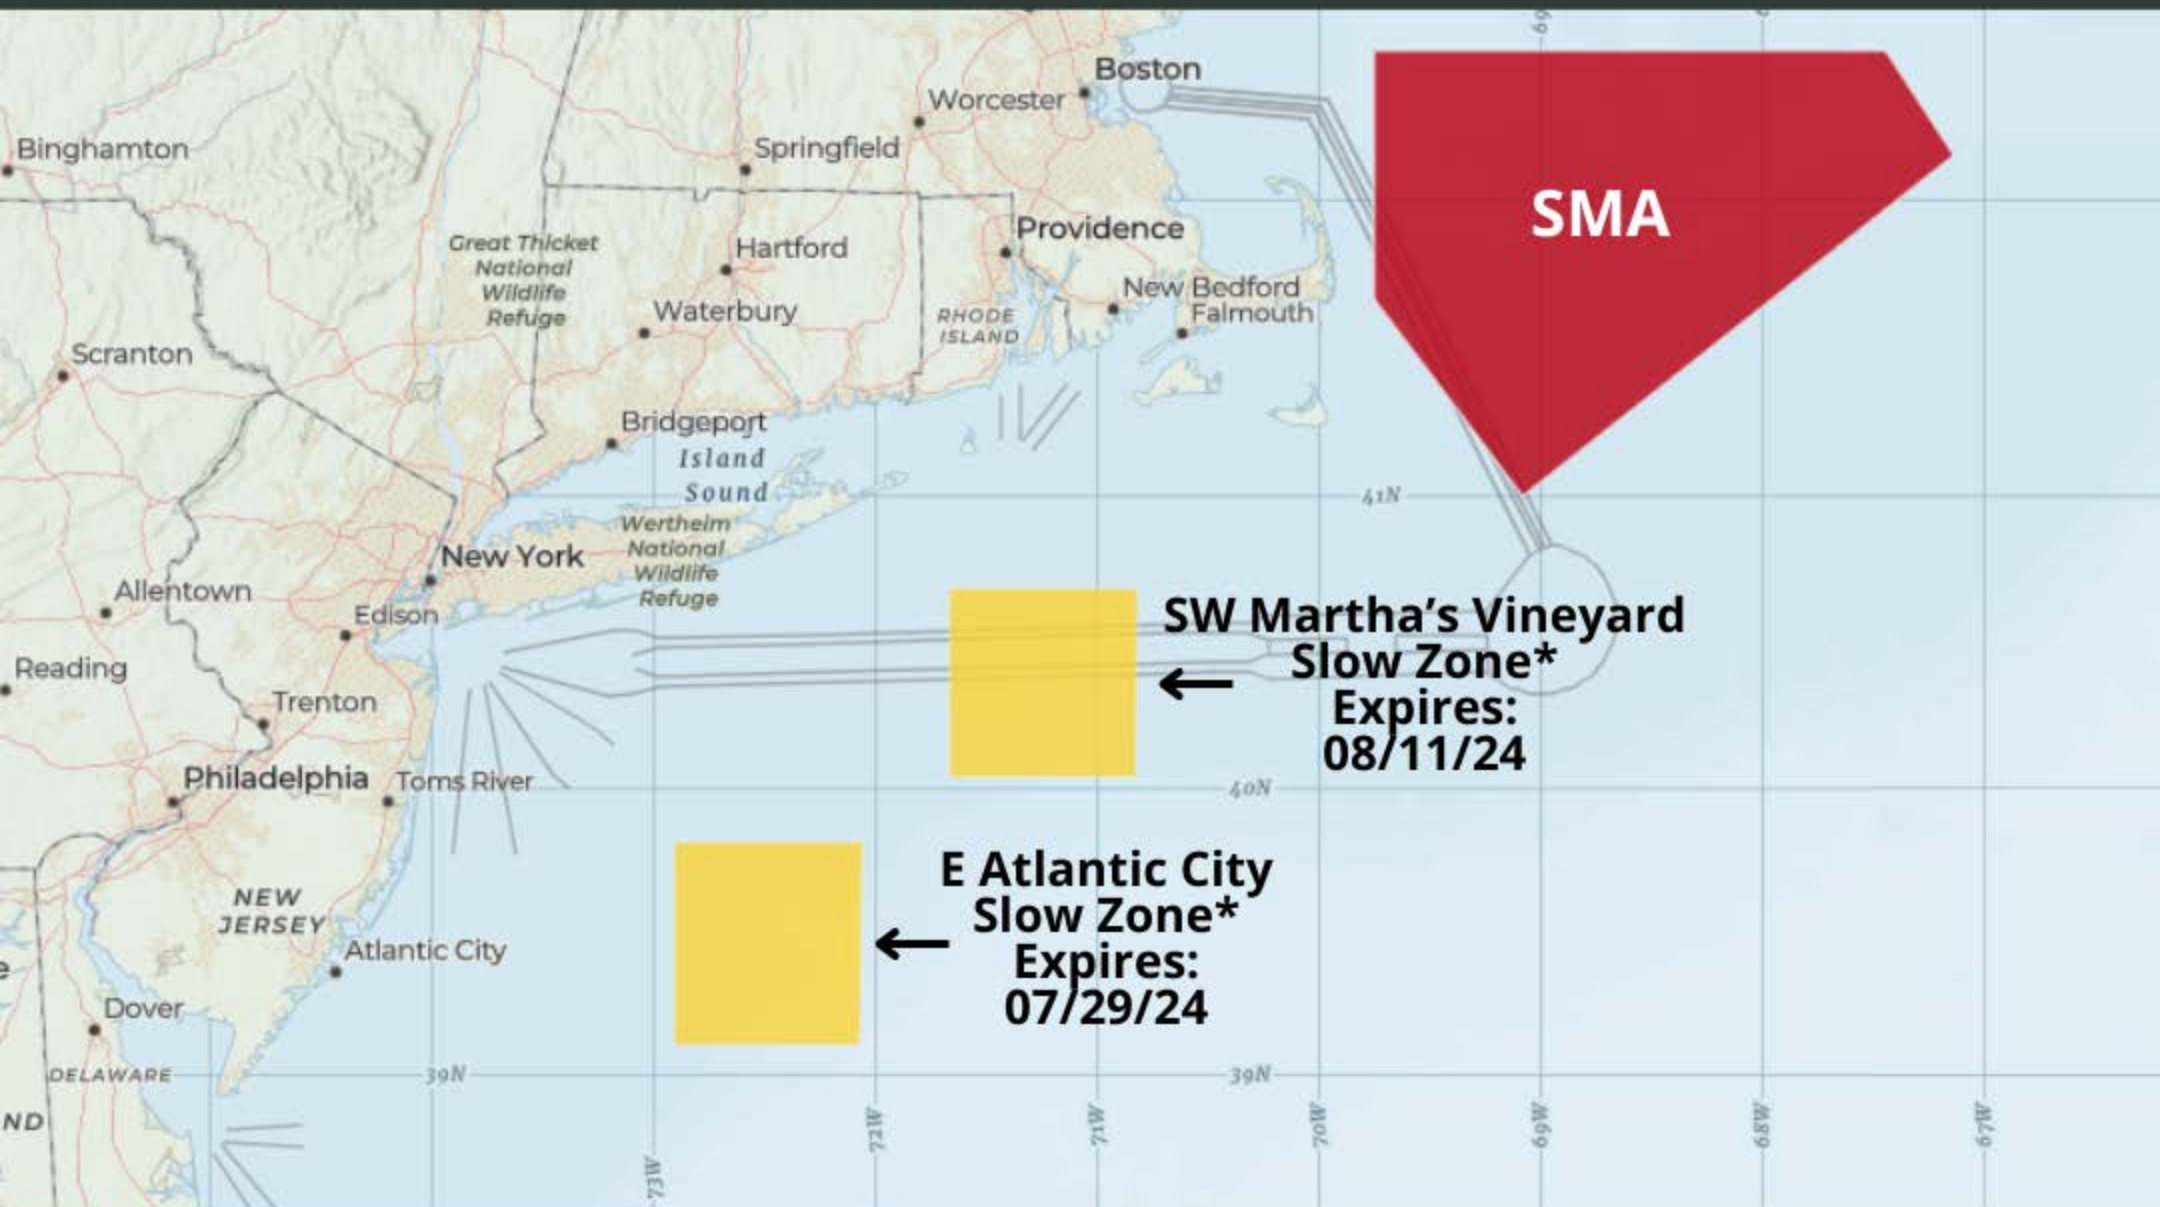 Boston
Worcester
Binghamton
Springfield
SMA
Great Thicket
National
Wildlife
Refuge
Hartford
Providence
New Bedford
Falmouth
Waterbury
RHODE
ISLAND
Scranton
Bridgeport
Island
Sound
41N
Wertheim
National
Wildlife
Refuge
New York
Allentown
Edison
SW Martha's Vineyard
Slow Zone*
Expires:
08/11/24
Reading
Trenton
Philadelphia
Toms River
40N
E Atlantic City
Slow Zone*
Expires:
07/29/24
NEW
JERSEY
Atlantic City
Dover
DELAWARE
39N
39N
ND
73W
72W
71W
70W
69W
68W
67W